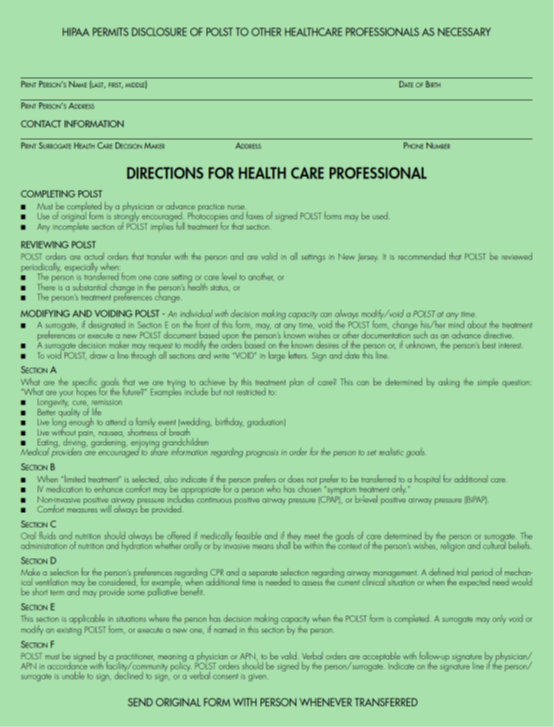 HIPAA PERMITS DISCLOSURE OF POLST TO OTHER HEALTHCARE PROFESSIONALS AS NECESSARY
PRINT PERSON'S NAME (LAST, FIRST, MIDDLE) DATE OF BIRTH
PRINT PERSON'S ADDRESS
CONTACT INFORMATION
PRINT SURROGATE HEALTH CARE DECISION MAKER ADDRESS PHONE NUMBER
DIRECTIONS FOR HEALTH CARE PROFESSIONAL
COMPLETING POLST
■ Must be completed by a physician or advance practice nurse.
■ Use of original form is strongly encouraged. Photocopies and faxes of signed POLST forms may be used.
■ Any incomplete section of POLST implies full treatment for that section.
REVIEWING POLST
POLST orders are actual orders that transfer with the person and are valid in all settings in New Jersey. It is recommended that POLST be reviewed
periodically, especially when:
■ The person is transferred from one care setting or care level to another, or
■ There is a substantial change in the person's health status, or
■ The person's treatment preferences change.
MODIFYING AND VOIDING POLST - An individual with decision making capacity can always modify/void a POLST at any time.
■ A surrogate, if designated in Section E on the front of this form, may, at any time, void the POLST form, change his/her mind about the treatment
preferences or execute a new POLST document based upon the person's known wishes or other documentation such as an advance directive.
■ A surrogate decision maker may request to modify the orders based on the known desires of the person or, if unknown, the person's best interest.
■ To void POLST, draw a line through all sections and write "VOID" in large letters. Sign and date this line.
SECTION A
What are the specific goals that we are trying to achieve by this treatment plan of care? This can be determined by asking the simple question:
"What are your hopes for the future?" Examples include but not restricted to:
■ Longevity, cure, remission
■ Better quality of life
■ Live long enough to attend a family event (wedding, birthday, graduation)
■ Live without pain, nausea, shortness of breath
■ Eating, driving, gardening, enjoying grandchildren
Medical providers are encouraged to share information regarding prognosis in order for the person to set realistic goals.
SECTION B
■ When "limited treatment" is selected, also indicate if the person prefers or does not prefer to be transferred to a hospital for additional care.
■ IV medication to enhance comfort may be appropriate for a person who has chosen "symptom treatment only."
■ Non-invasive positive airway pressure includes continuous positive airway pressure (CPAP), or bi-level positive airway pressure (BiPAP).
■ Comfort measures will always be provided.
SECTION C
Oral fluids and nutrition should always be offered if medically feasible and if they meet the goals of care determined by the person or surrogate. The
administration of nutrition and hydration whether orally or by invasive means shall be within the context of the person's wishes, religion and cultural beliefs.
SECTION D
Make a selection for the person's preferences regarding CPR and a separate selection regarding airway management. A defined trial period of mechan-
ical ventilation may be considered, for example, when additional time is needed to assess the current clinical situation or when the expected need would
be short term and may provide some palliative benefit.
SECTION E
This section is applicable in situations where the person has decision making capacity when the POLST form is completed. A surrogate may only void or
modify an existing POLST form, or execute a new one, if named in this section by the person.
SECTION F
POLST must be signed by a practitioner, meaning a physician or APN, to be valid. Verbal orders are acceptable with follow-up signature by physician/
APN in accordance with facility/community policy. POLST orders should be signed by the person/surrogate. Indicate on the signature line if the person/
surrogate is unable to sign, declined to sign, or a verbal consent is given.
SEND ORIGINAL FORM WITH PERSON WHENEVER TRANSFERRED